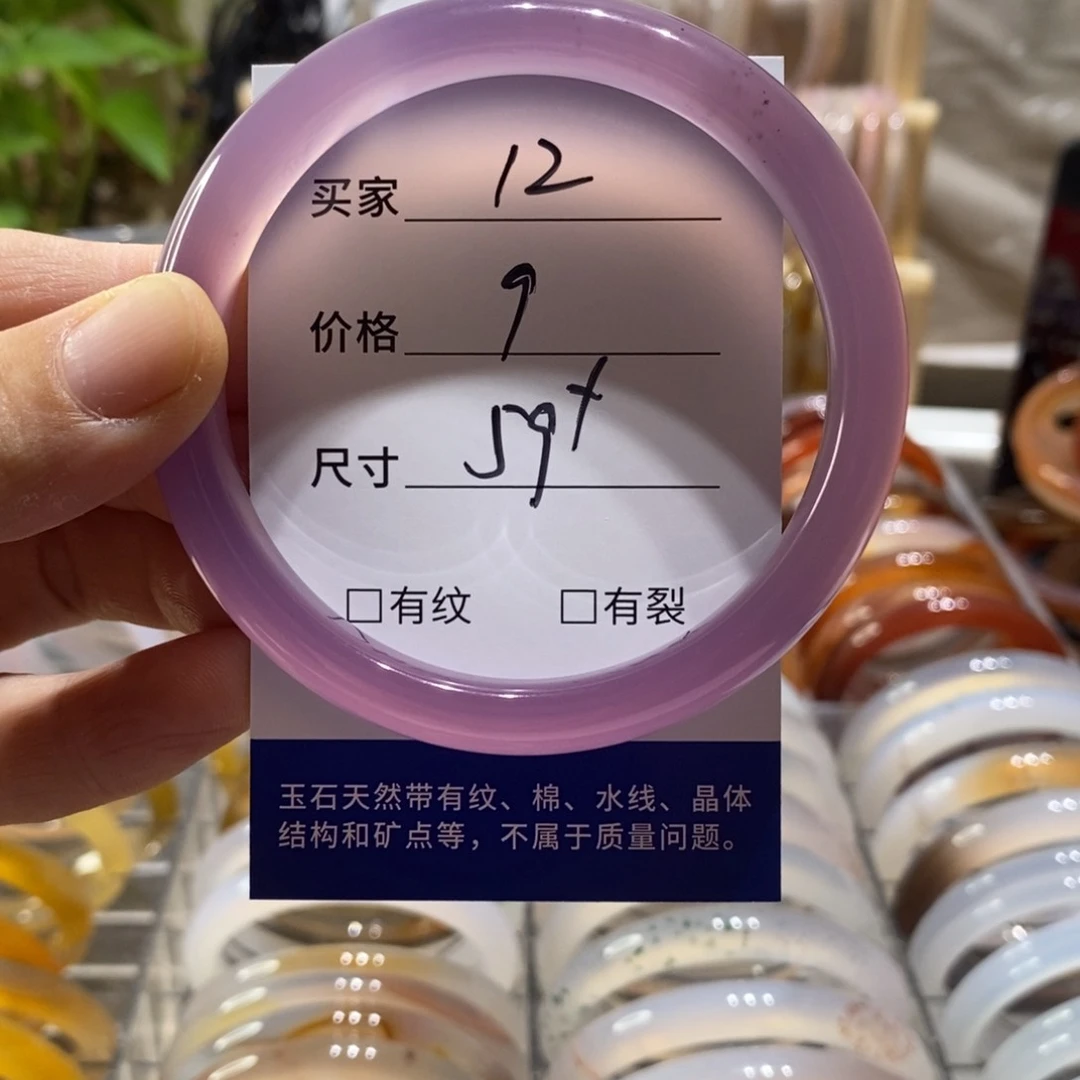 买家 12
价格 9
尺寸 59+
□有纹 □有裂
玉石天然带有纹、棉、水线、晶体
结构和矿点等，不属于质量问题。